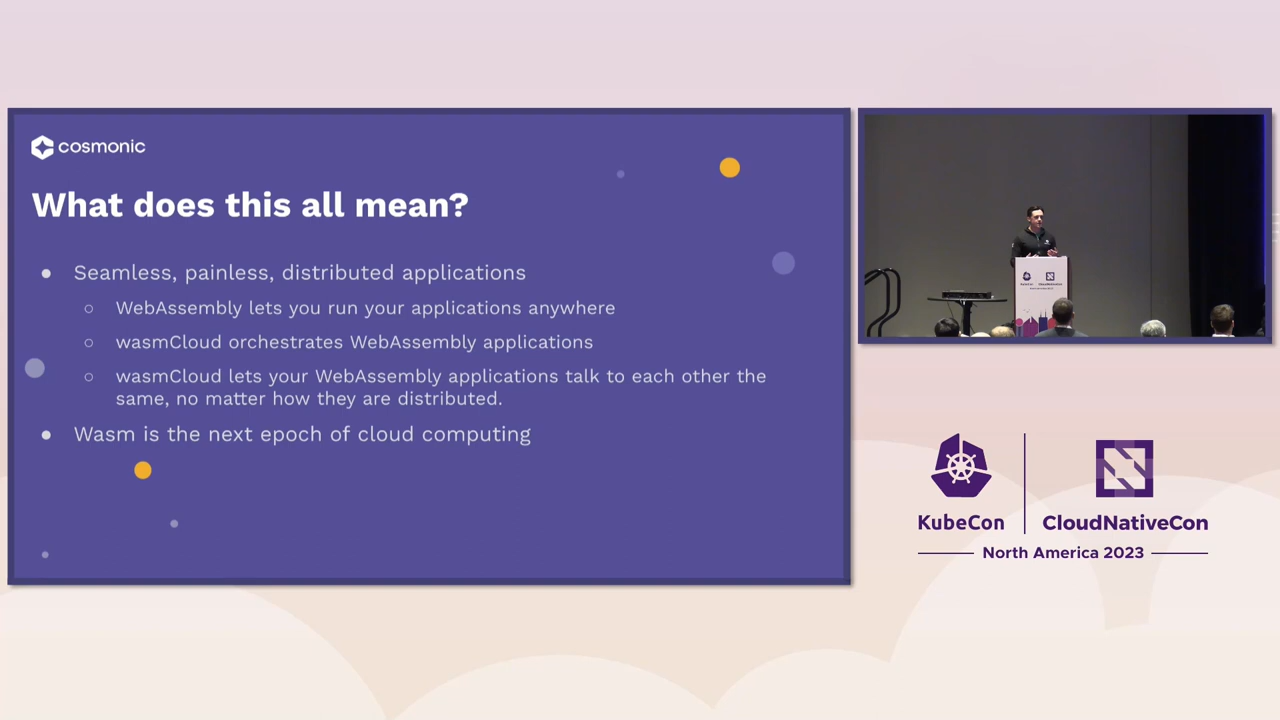 cosmonic
What does this all mean?
● Seamless, painless, distributed applications
○ WebAssembly lets you run your applications anywhere
○ wasmCloud orchestrates WebAssembly applications
○ wasmCloud lets your WebAssembly applications talk to each other the
same, no matter how they are distributed.
● Wasm is the next epoch of cloud computing
KubeCon
CloudNativeCon
North America 2023